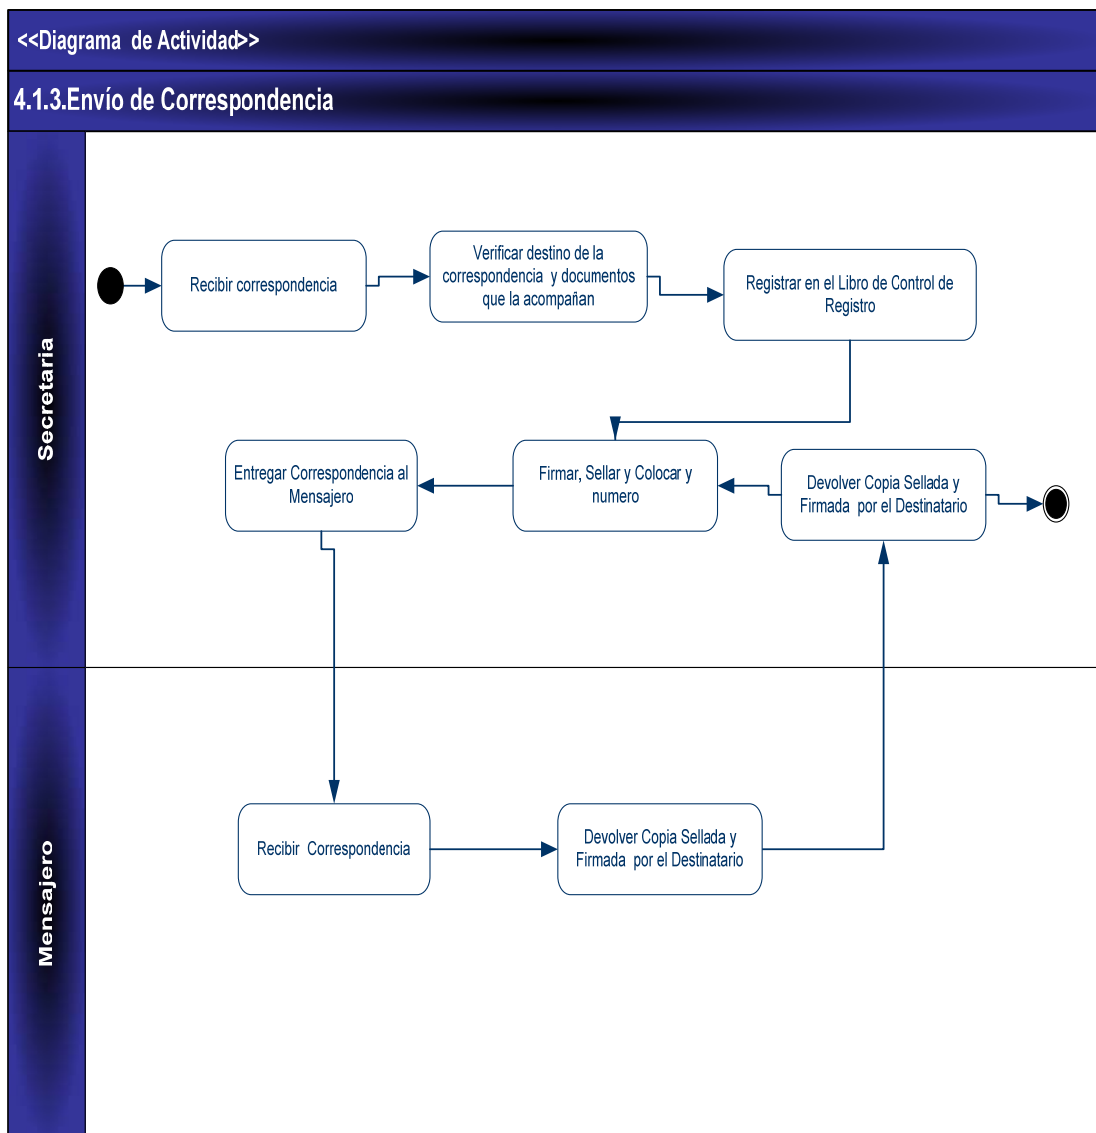 <<Diagrama de Actividad>>
4.1.3.Envío de Correspondencia
Secretaria
Recibir correspondencia
Verificar destino de la
correspondencia y documentos
que la acompañan
Registrar en el Libro de Control de
Registro
Entregar Correspondencia al
Mensajero
Firmar, Sellar y Colocar y
numero
Devolver Copia Sellada y
Firmada por el Destinatario
Mensajero
Recibir Correspondencia
Devolver Copia Sellada y
Firmada por el Destinatario